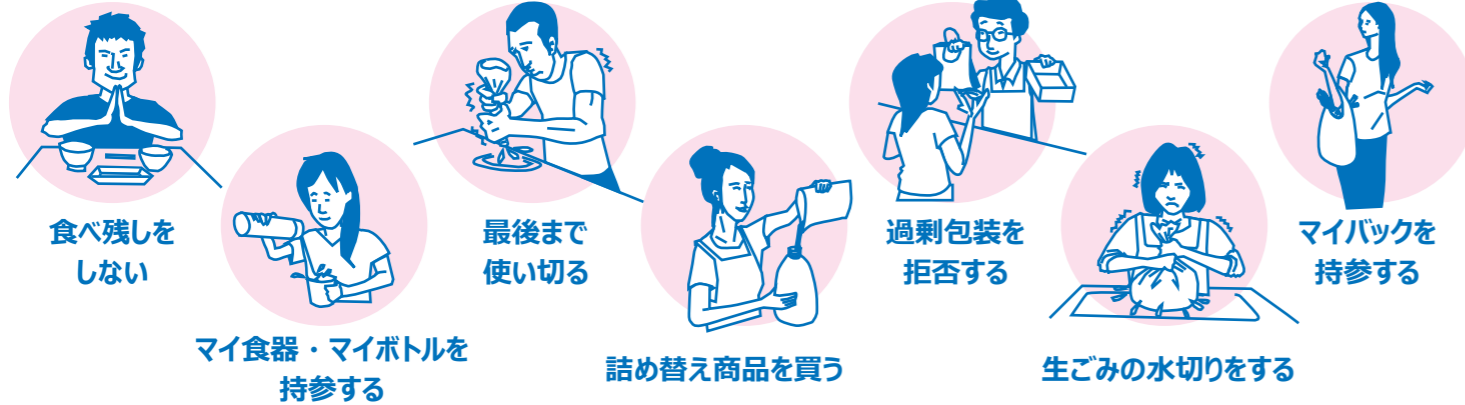 食べ残しを
しない
マイ食器・マイボトルを
持参する
最後まで
使い切る
詰め替え商品を買う
過剰包装を
拒否する
生ごみの水切りをする
マイバックを
持参する